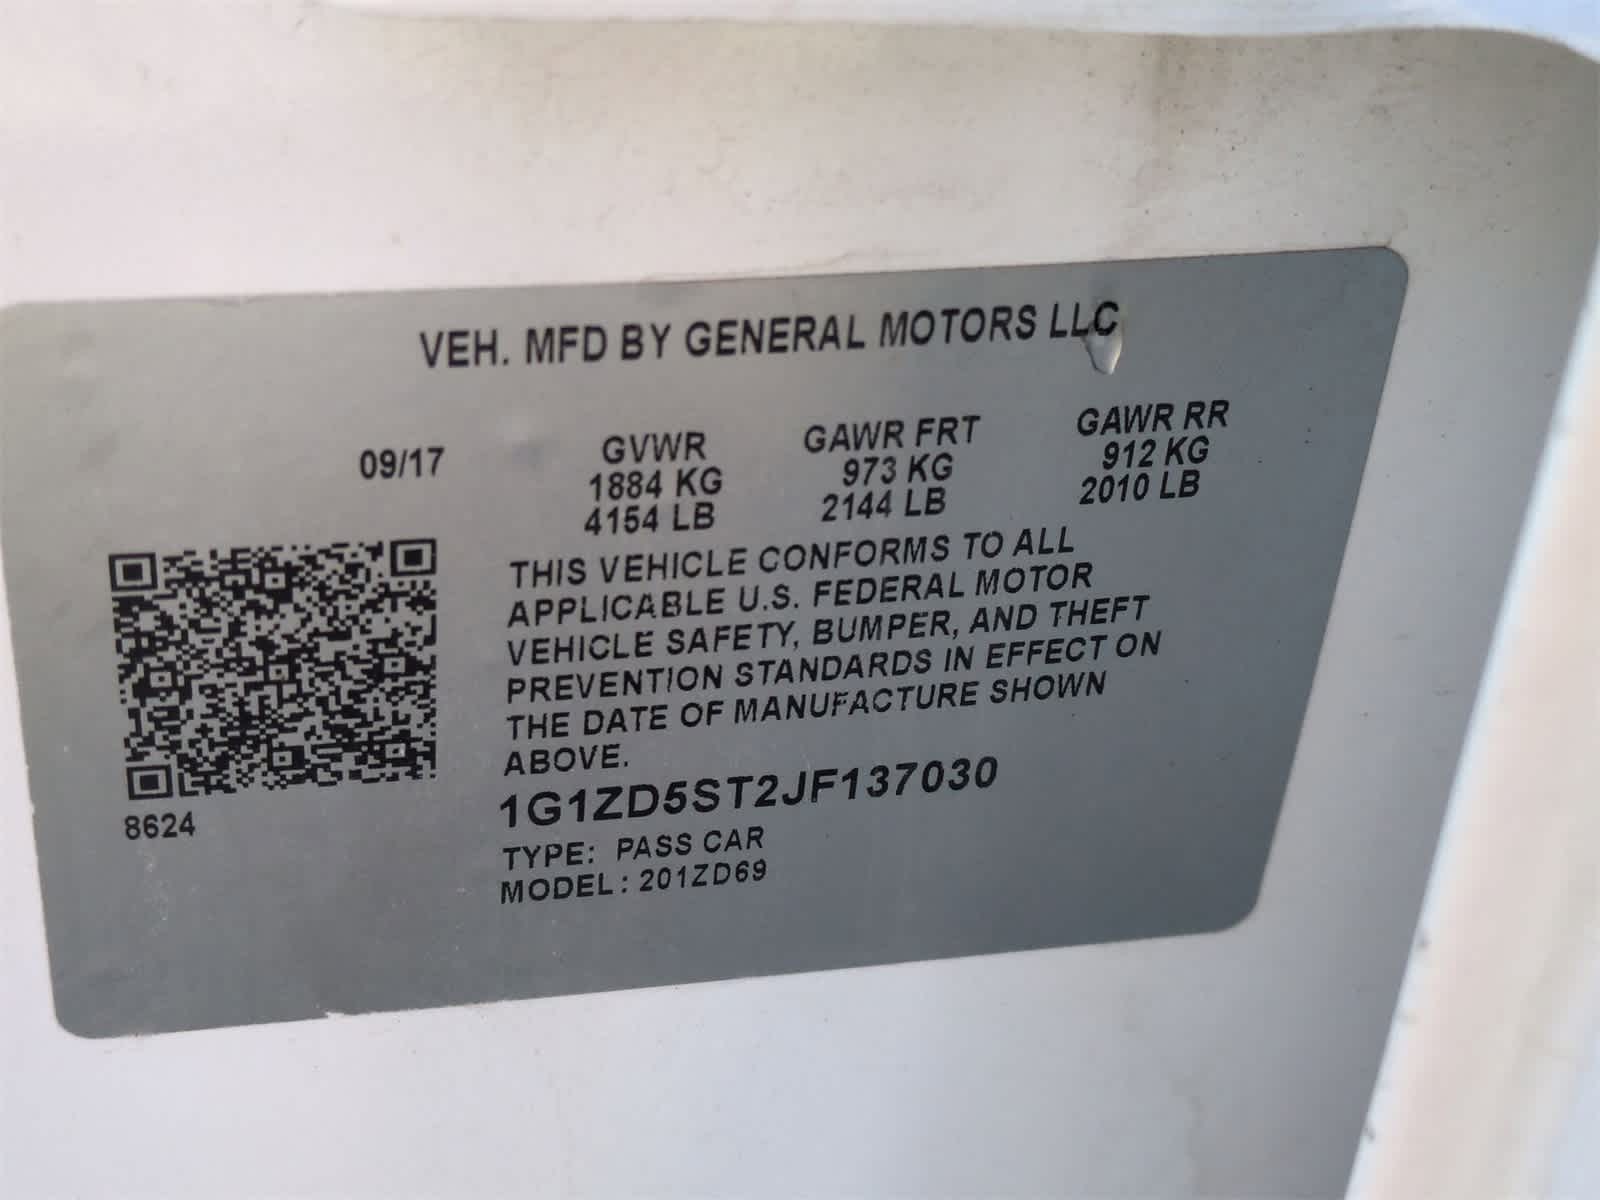 VEH. MFD BY GENERAL MOTORS LLC
09/17
GVWR
1884 KG
4154 LB
GAWR FRT
973 KG
2144 LB
GAWR RR
912 KG
2010 LB
THIS VEHICLE CONFORMS TO ALL
APPLICABLE U.S. FEDERAL MOTOR
VEHICLE SAFETY, BUMPER, AND THEFT
PREVENTION STANDARDS IN EFFECT ON
THE DATE OF MANUFACTURE SHOWN
ABOVE.
8624
1G1ZD5ST2JF137030
TYPE: PASS CAR
MODEL: 201ZD69